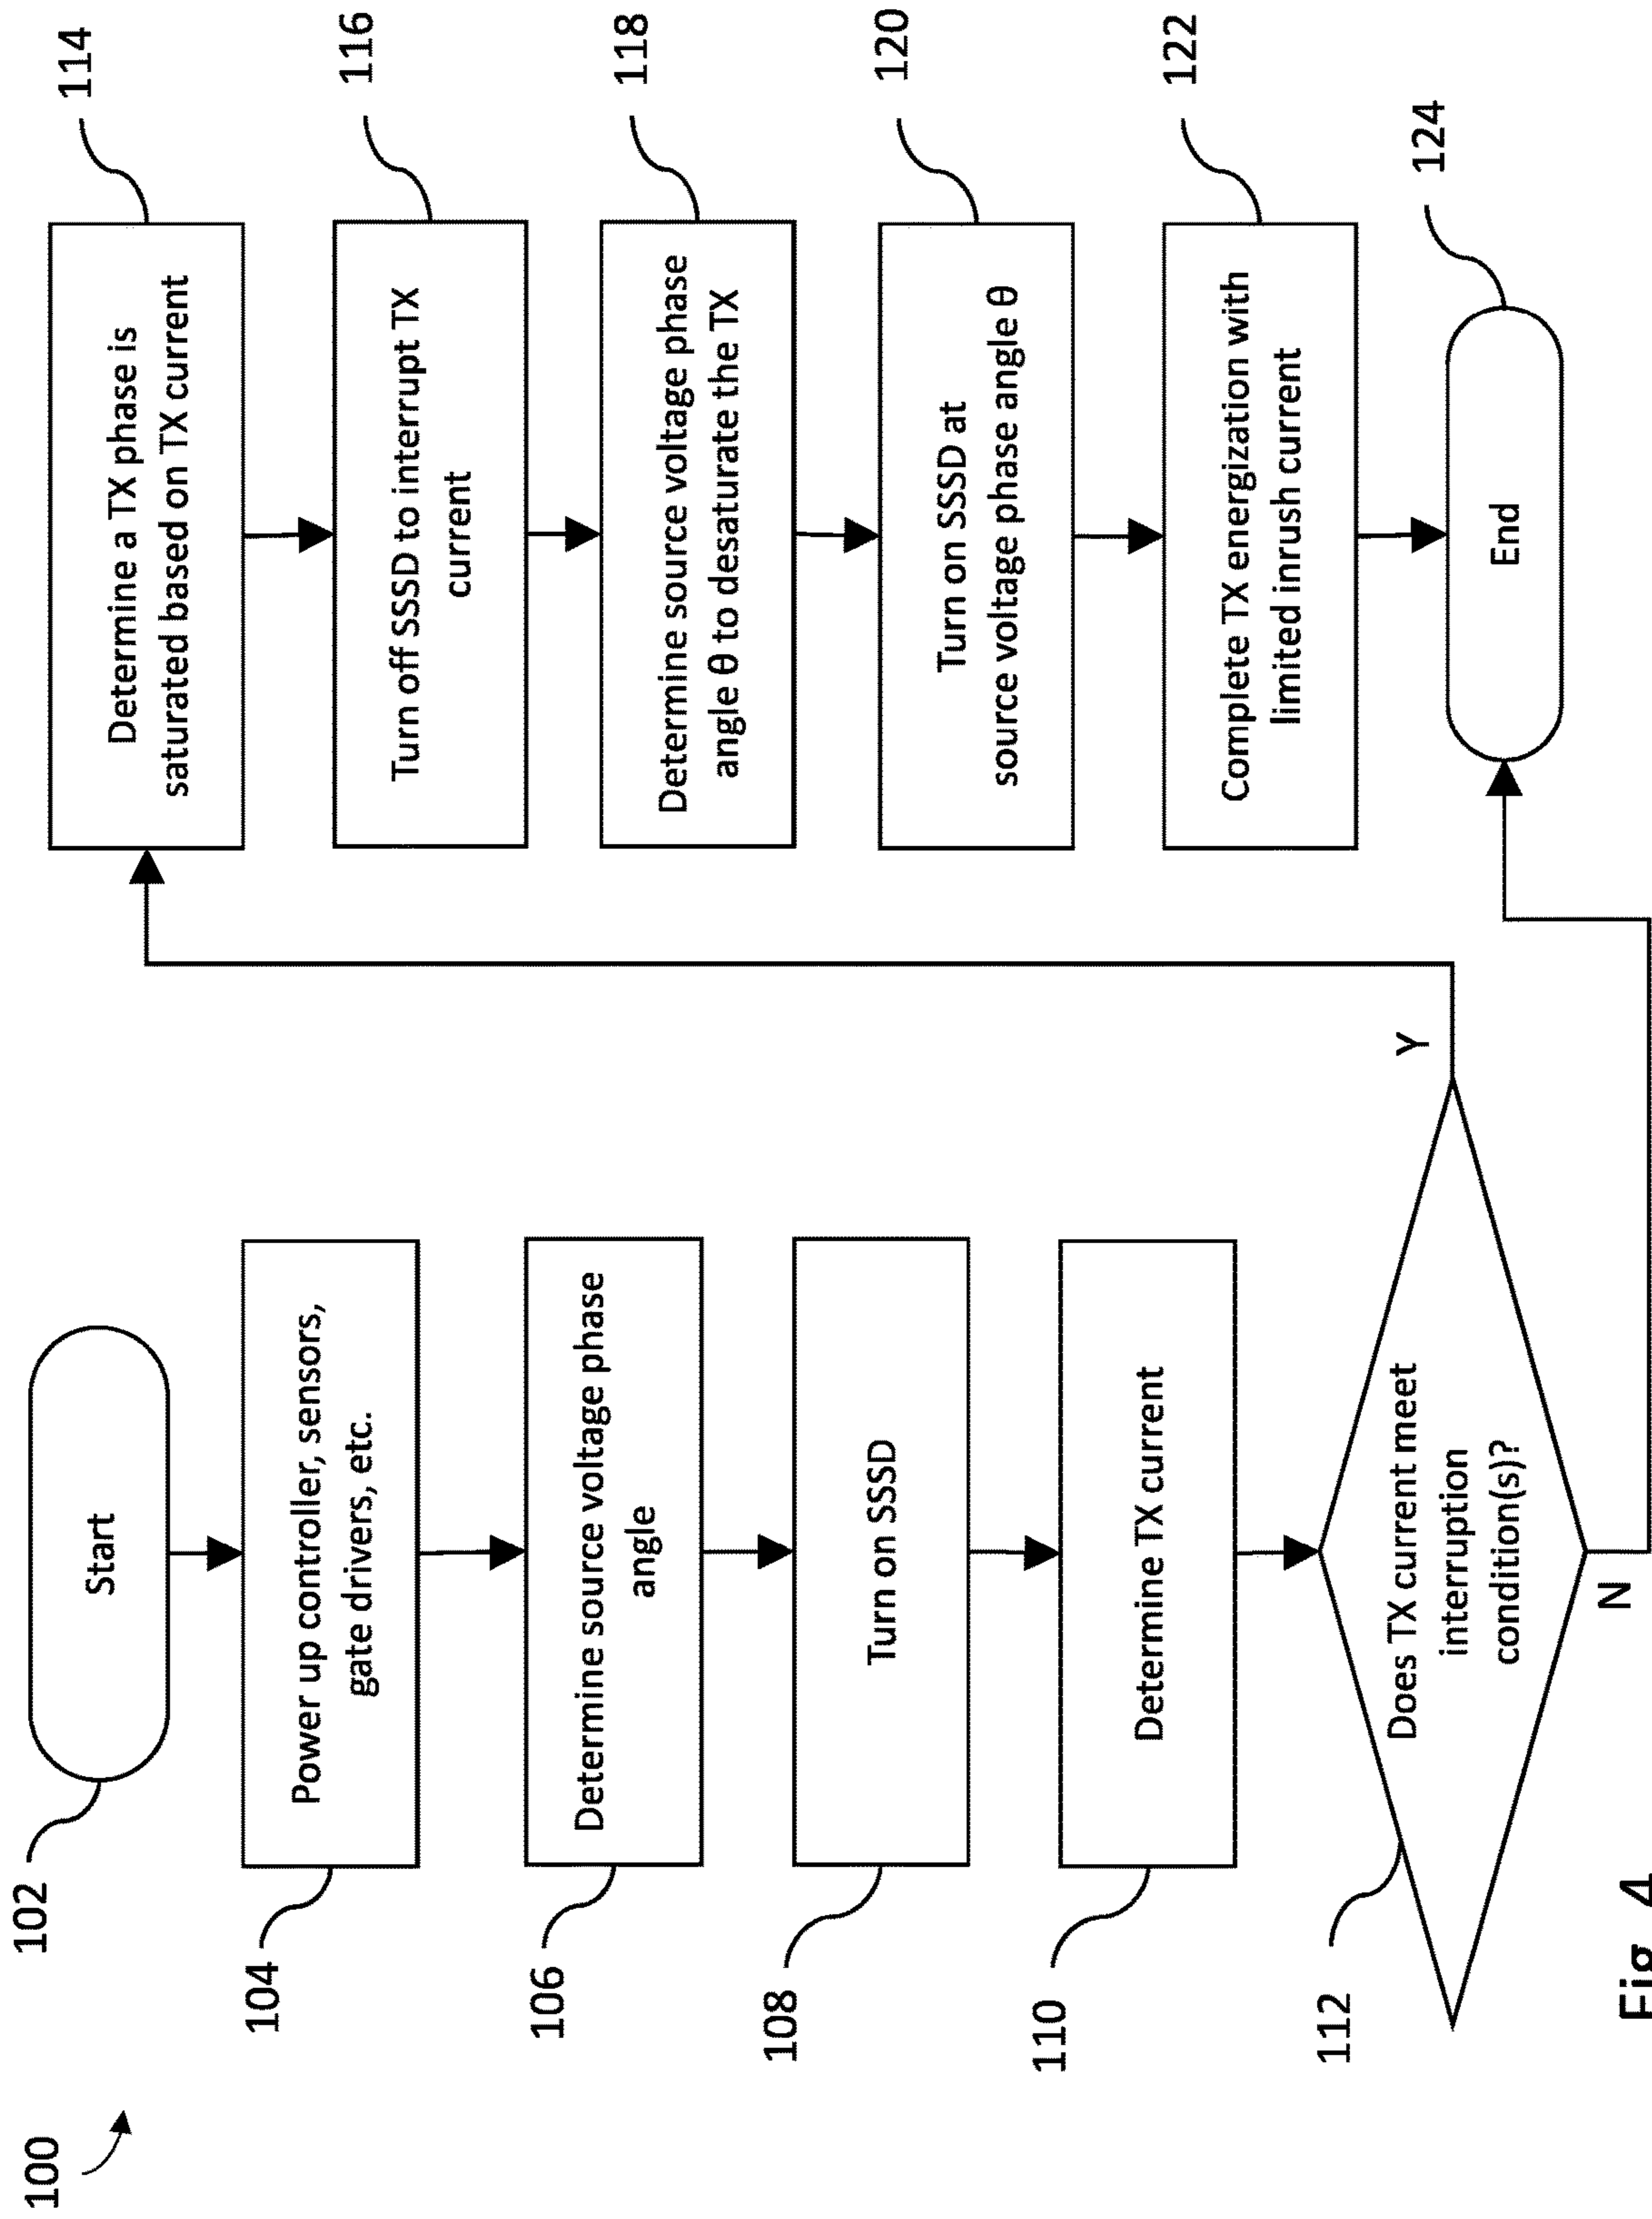 100
102
Start
104
Power up controller, sensors,
gate drivers, etc.
106
Determine source voltage phase
angle
108
Turn on SSSD
110
Determine TX current
112
Does TX current meet
interruption
condition(s)?
Y
N
114
Determine a TX phase is
saturated based on TX current
116
Turn off SSSD to interrupt TX
current
118
Determine source voltage phase
angle θ to desaturate the TX
120
Turn on SSSD at
source voltage phase angle θ
122
Complete TX energization with
limited inrush current
124
End
Fig. 4